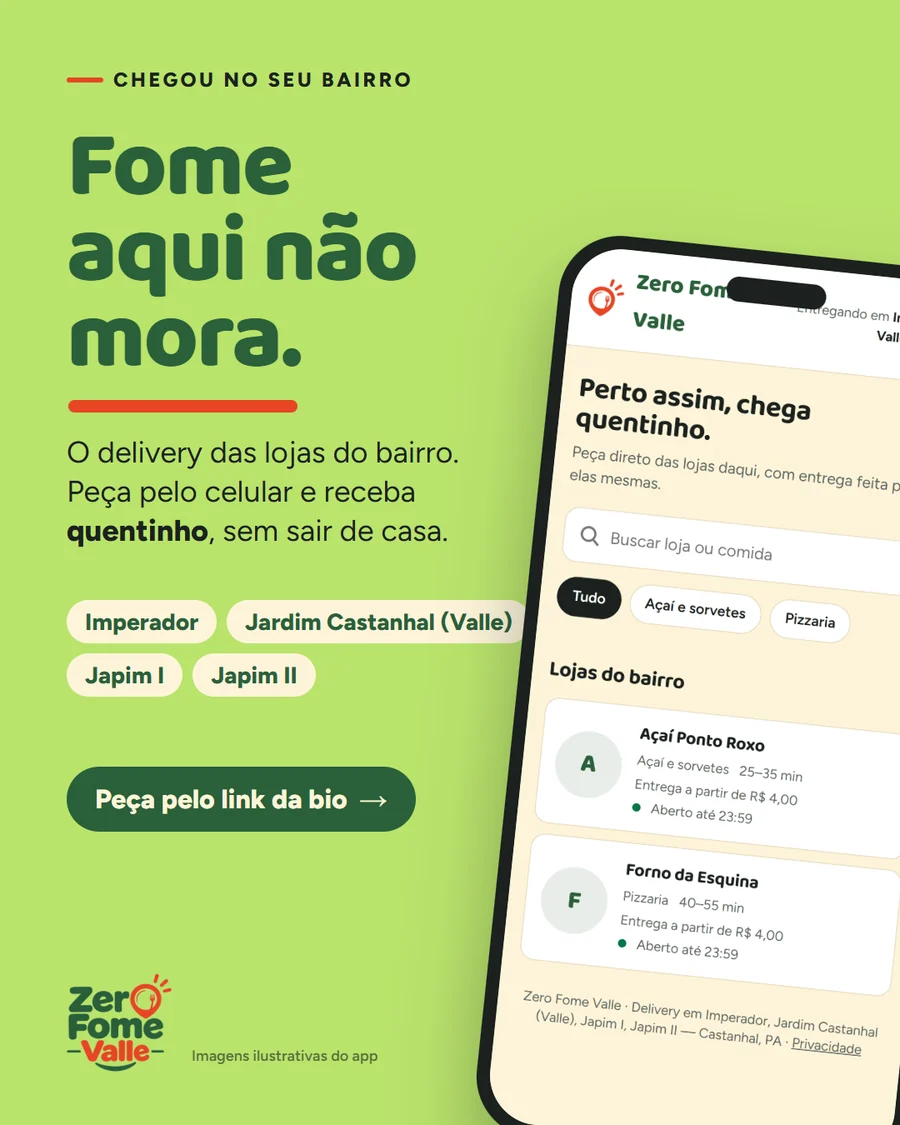 CHEGOU NO SEU BAIRRO
Fome
aqui não
mora.
O delivery das lojas do bairro.
Peça pelo celular e receba
quentinho, sem sair de casa.
Imperador
Jardim Castanhal (Valle)
Japim I
Japim II
Peça pelo link da bio →
Zero
Fome
Valle
Imagens ilustrativas do app
Zero Fom
Valle
Entregando em
Perto assim, chega
quentinho.
Peça direto das lojas daqui, com entrega feita p
elas mesmas.
Buscar loja ou comida
Tudo
Açaí e sorvetes
Pizzaria
Lojas do bairro
A
Açaí Ponto Roxo
Açaí e sorvetes 25–35 min
Entrega a partir de R$ 4,00
Aberto até 23:59
F
Forno da Esquina
Pizzaria 40–55 min
Entrega a partir de R$ 4,00
Aberto até 23:59
Zero Fome Valle · Delivery em Imperador, Jardim Castanhal
(Valle), Japim I, Japim II — Castanhal, PA · Privacidade